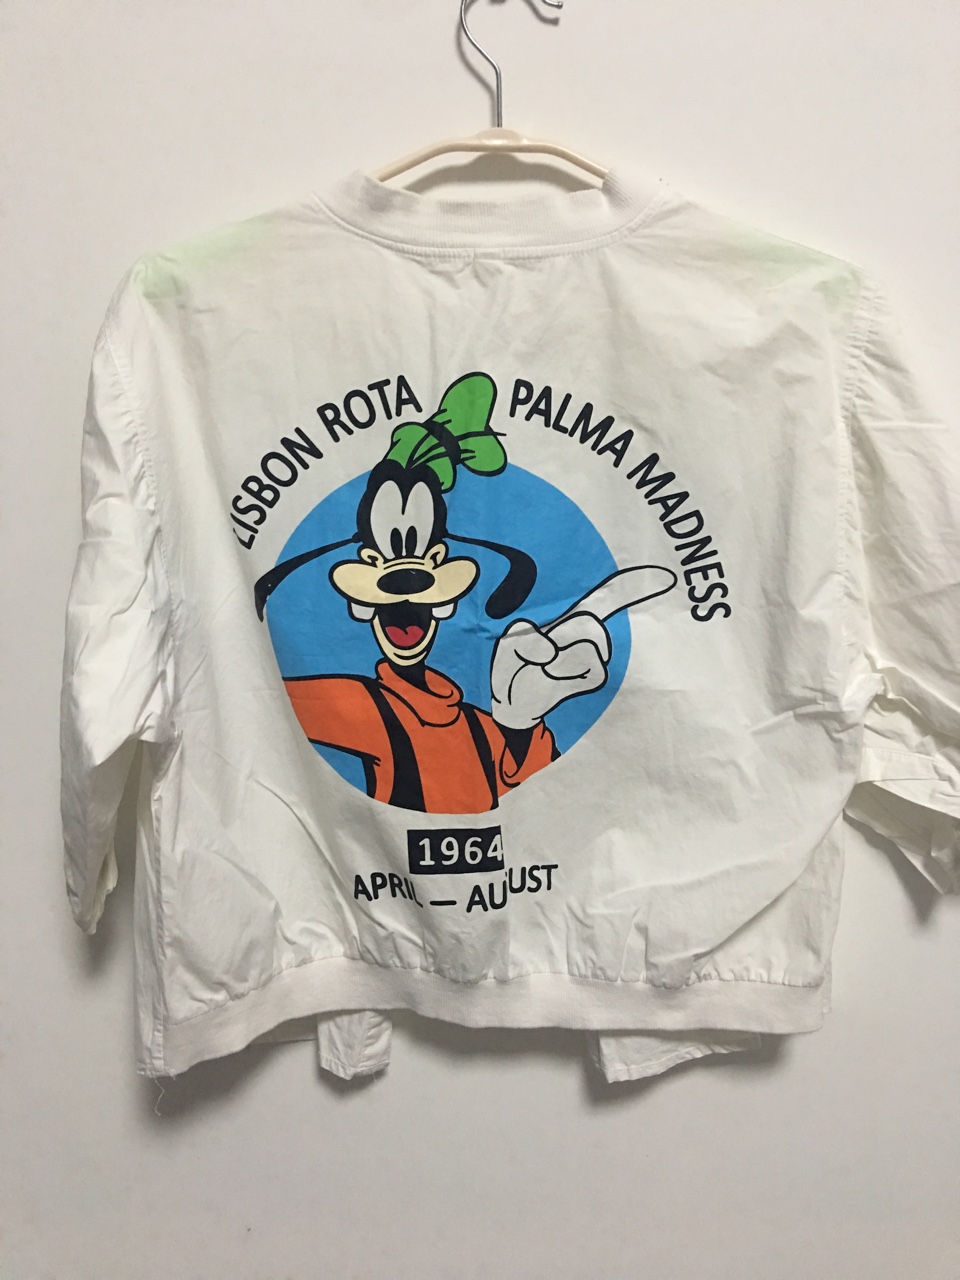 LISBON ROTA PALMA MADNESS
1964
APRIL — AUGUST